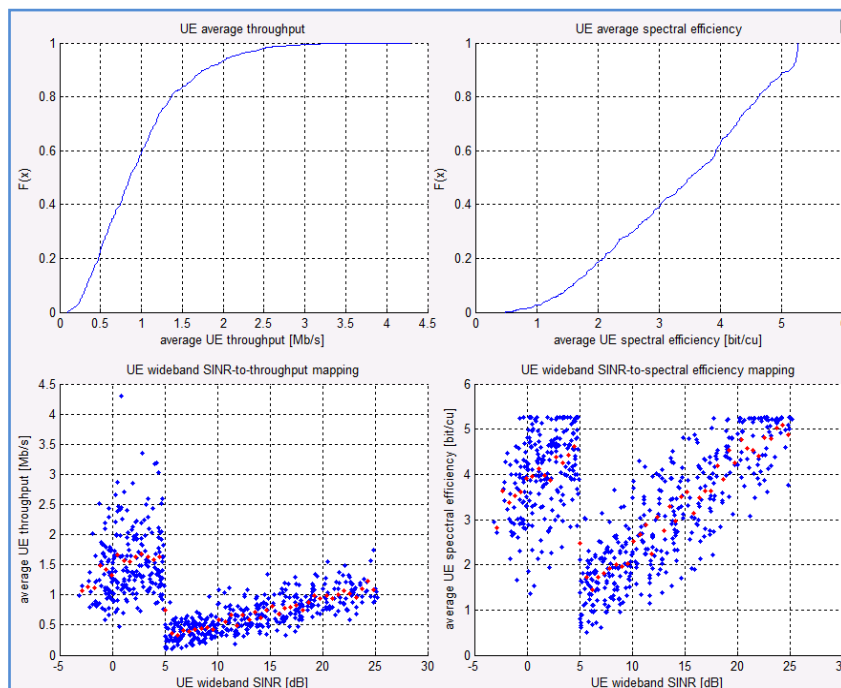 UE average throughput
1
0.8
0.6
0.4
0.2
0
F(x)
0 0.5 1 1.5 2 2.5 3 3.5 4 4.5
average UE throughput [Mb/s]
UE average spectral efficiency
1
0.8
0.6
0.4
0.2
0
F(x)
0 1 2 3 4 5
average UE spectral efficiency [bit/cu]
UE wideband SINR-to-throughput mapping
4.5
4
3.5
3
2.5
2
1.5
1
0.5
0
average UE throughput [Mb/s]
-5 0 5 10 15 20 25 30
UE wideband SINR [dB]
UE wideband SINR-to-spectral efficiency mapping
6
5
4
3
2
1
0
average UE specctral efficiency [bit/cu]
-5 0 5 10 15 20 25 30
UE wideband SINR [dB]